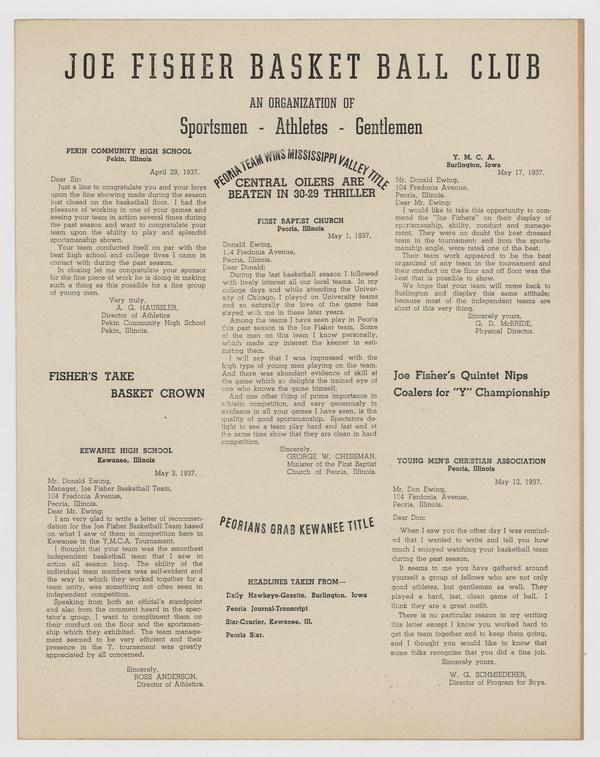 JOE FISHER BASKET BALL CLUB
AN ORGANIZATION OF
Sportsmen - Athletes - Gentlemen
PEKIN COMMUNITY HIGH SCHOOL
Pekin, Illinois
April 29, 1937.
Dear Sir:
Just a line to congratulate you and your boys
upon the fine showing made during the season
just closed on the basketball floor. I had the
pleasure of working in one of your games and
seeing your team in action several times during
the past season and want to congratulate your
team upon the ability to play and splendid
sportsmanship shown.
Your team conducted itself on par with the
best high school and college fives I came in
contact with during the past season.
In closing let me congratulate your sponsor
for the fine piece of work he is doing in making
such a thing as this possible for a fine group
of young men.
Very truly,
A. G. HAUSSLER,
Director of Athletics
Pekin Community High School
Pekin, Illinois.
FISHER'S TAKE
BASKET CROWN
KEWANEE HIGH SCHOOL
Kewanee, Illinois
May 3, 1937.
Mr. Donald Ewing,
Manager, Joe Fisher Basketball Team,
104 Fredonia Avenue,
Peoria, Illinois.
Dear Mr. Ewing:
I am very glad to write a letter of recommen-
dation for the Joe Fisher Basketball Team based
on what I saw of them in competition here in
Kewanee in the Y.M.C.A. Tournament.
I thought that your team was the smoothest
independent basketball team that I saw in
action all season long. The ability of the
individual team members was self-evident and
the way in which they worked together for a
team unity, was something not often seen in
independent competition.
Speaking from both an official's standpoint
and also from the comment heard in the spec-
tator's group, I want to compliment them on
their conduct on the floor and the sportsman-
ship which they exhibited. The team manage-
ment seemed to be very efficient and their
presence in the Y. tournament was greatly
appreciated by all concerned.
Sincerely,
ROSS ANDERSON,
Director of Athletics.
PEORIA TEAM WINS MISSISSIPPI VALLEY TITLE
CENTRAL OILERS ARE
BEATEN IN 30-29 THRILLER
FIRST BAPTIST CHURCH
Peoria, Illinois
May 1, 1937.
Donald Ewing,
104 Fredonia Avenue,
Peoria, Illinois.
Dear Donald:
During the last basketball season I followed
with lively interest all our local teams. In my
college days and while attending the Univer-
sity of Chicago, I played on University teams
and so naturally the love of the game has
stayed with me in these later years.
Among the teams I have seen play in Peoria
this past season is the Joe Fisher team. Some
of the men on this team I know personally,
which made my interest the keener in esti-
mating them.
I will say that I was impressed with the
high type of young men playing on the team.
And there was abundant evidence of skill at
the game which so delights the trained eye of
one who knows the game himself.
And one other thing of prime importance in
athletic competition, and very generously in
evidence in all your games I have seen, is the
quality of good sportsmanship. Spectators de-
light to see a team play hard and fast and at
the same time show that they are clean in hard
competition.
Sincerely,
GEORGE W. CHESSMAN,
Minister of the First Baptist
Church of Peoria, Illinois.
PEORIANS GRAB KEWANEE TITLE
HEADLINES TAKEN FROM—
Daily Hawkeye-Gazette, Burlington, Iowa
Peoria Journal-Transcript
Star-Courier, Kewanee, Ill.
Peoria Star.
Y. M. C. A.
Burlington, Iowa
May 17, 1937.
Mr. Donald Ewing,
104 Fredonia Avenue,
Peoria, Illinois.
Dear Mr. Ewing:
I would like to take this opportunity to com-
mend the "Joe Fishers" on their display of
sportsmanship, ability, conduct and manage-
ment. They were no doubt the best dressed
team in the tournament; and from the sports-
manship angle, were rated one of the best.
Their team work appeared to be the best
organized of any team in the tournament and
their conduct on the floor and off floor was the
best that is possible to show.
We hope that your team will come back to
Burlington and display this same attitude;
because most of the independent teams are
short of this very thing.
Sincerely yours,
G. D. McBRIDE,
Physical Director.
Joe Fisher's Quintet Nips
Coalers for "Y" Championship
YOUNG MEN'S CHRISTIAN ASSOCIATION
Peoria, Illinois
May 12, 1937.
Mr. Don Ewing,
104 Ferdonia Avenue,
Peoria, Illinois.
Dear Don:
When I saw you the other day I was remind-
ed that I wanted to write and tell you how
much I enjoyed watching your basketball team
during the past season.
It seems to me you have gathered around
yourself a group of fellows who are not only
good athletes, but gentlemen as well. They
played a hard, fast, clean game of ball. I
think they are a great outfit.
There is no particular reason in my writing
this letter except I know you worked hard to
get the team together and to keep them going,
and I thought you would like to know that
some folks recognize that you did a fine job.
Sincerely yours,
W. G. SCHMIEDERER,
Director of Program for Boys.